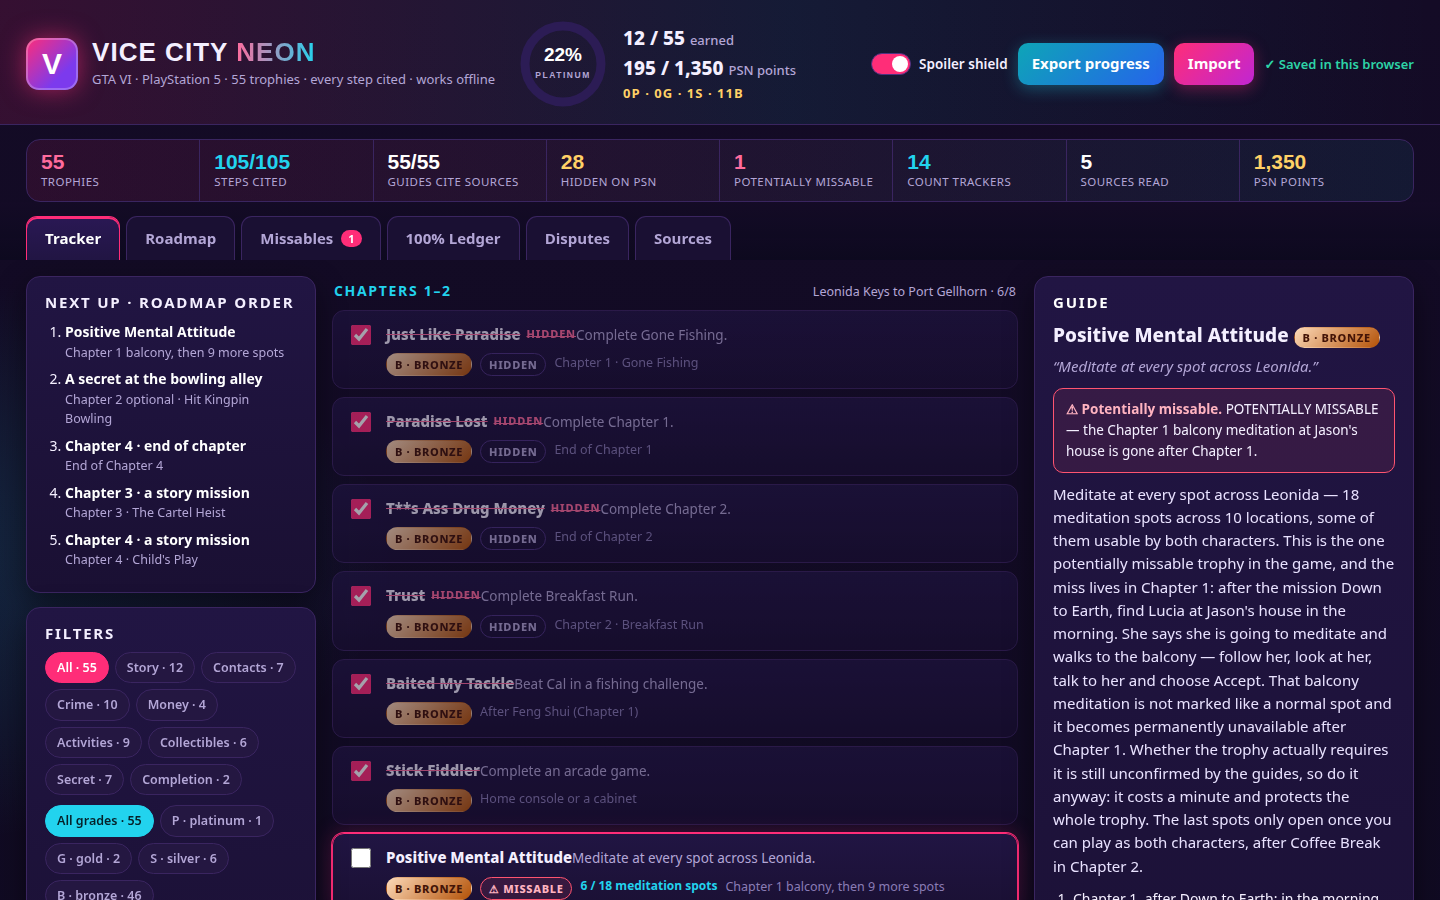 V
VICE CITY NEON
GTA VI · PlayStation 5 · 55 trophies · every step cited · works offline
22%
PLATINUM
12 / 55 earned
195 / 1,350 PSN points
0P · 0G · 1S · 11B
Spoiler shield
Export progress
Import
✓ Saved in this browser
55
TROPHIES
105/105
STEPS CITED
55/55
GUIDES CITE SOURCES
28
HIDDEN ON PSN
1
POTENTIALLY MISSABLE
14
COUNT TRACKERS
5
SOURCES READ
1,350
PSN POINTS
Tracker
Roadmap
Missables 1
100% Ledger
Disputes
Sources
NEXT UP · ROADMAP ORDER
1. Positive Mental Attitude
Chapter 1 balcony, then 9 more spots
2. A secret at the bowling alley
Chapter 2 optional · Hit Kingpin
Bowling
3. Chapter 4 · end of chapter
End of Chapter 4
4. Chapter 3 · a story mission
Chapter 3 · The Cartel Heist
5. Chapter 4 · a story mission
Chapter 4 · Child's Play
FILTERS
All · 55
Story · 12
Contacts · 7
Crime · 10
Money · 4
Activities · 9
Collectibles · 6
Secret · 7
Completion · 2
All grades · 55
P · platinum · 1
G · gold · 2
S · silver · 6
B · bronze · 46
CHAPTERS 1–2
Leonida Keys to Port Gellhorn · 6/8
Just Like Paradise HIDDEN Complete Gone Fishing.
B · BRONZE HIDDEN Chapter 1 · Gone Fishing
Paradise Lost HIDDEN Complete Chapter 1.
B · BRONZE HIDDEN End of Chapter 1
T**s Ass Drug Money HIDDEN Complete Chapter 2.
B · BRONZE HIDDEN End of Chapter 2
Trust HIDDEN Complete Breakfast Run.
B · BRONZE HIDDEN Chapter 2 · Breakfast Run
Baited My Tackle Beat Cal in a fishing challenge.
B · BRONZE After Feng Shui (Chapter 1)
Stick Fiddler Complete an arcade game.
B · BRONZE Home console or a cabinet
Positive Mental Attitude Meditate at every spot across Leonida.
B · BRONZE ⚠ MISSABLE 6 / 18 meditation spots Chapter 1 balcony, then 9 more spots
GUIDE
Positive Mental Attitude B · BRONZE
“Meditate at every spot across Leonida.”
⚠ Potentially missable. POTENTIALLY MISSABLE
— the Chapter 1 balcony meditation at Jason's
house is gone after Chapter 1.
Meditate at every spot across Leonida — 18
meditation spots across 10 locations, some of
them usable by both characters. This is the one
potentially missable trophy in the game, and the
miss lives in Chapter 1: after the mission Down
to Earth, find Lucia at Jason's house in the
morning. She says she is going to meditate and
walks to the balcony — follow her, look at her,
talk to her and choose Accept. That balcony
meditation is not marked like a normal spot and
it becomes permanently unavailable after
Chapter 1. Whether the trophy actually requires
it is still unconfirmed by the guides, so do it
anyway: it costs a minute and protects the
whole trophy. The last spots only open once you
can play as both characters, after Coffee Break
in Chapter 2.
1. Chapter 1, after Down to Earth: in the morning